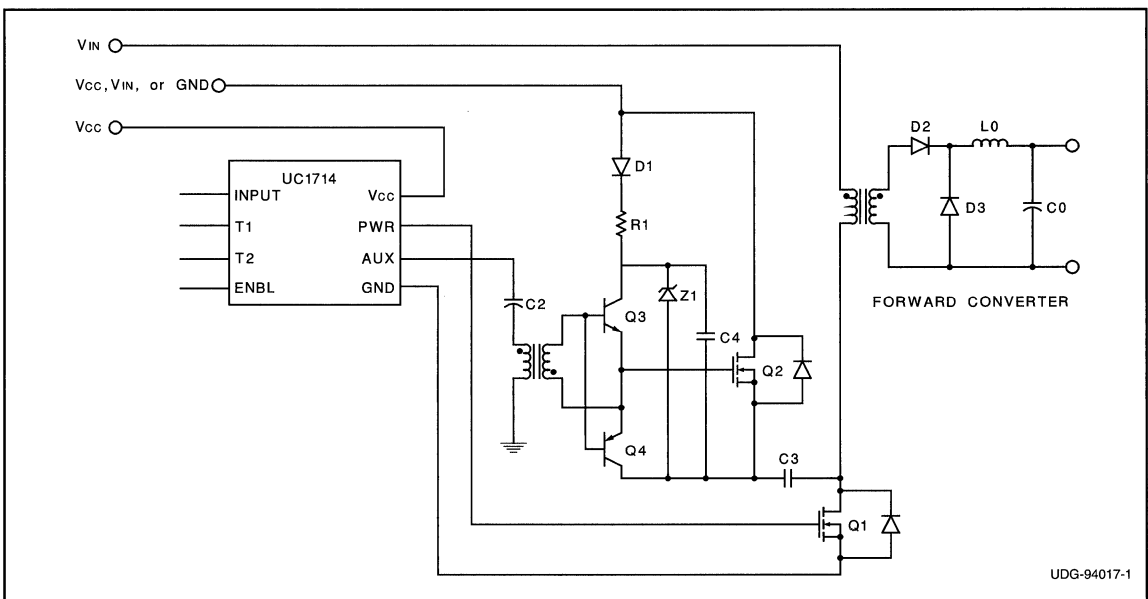 VIN
VCC, VIN, or GND
VCC
UC1714
INPUT
VCC
T1
PWR
T2
AUX
ENBL
GND
C2
D1
R1
Q3
Z1
C4
Q2
Q4
C3
Q1
D2
L0
D3
C0
FORWARD CONVERTER
UDG-94017-1